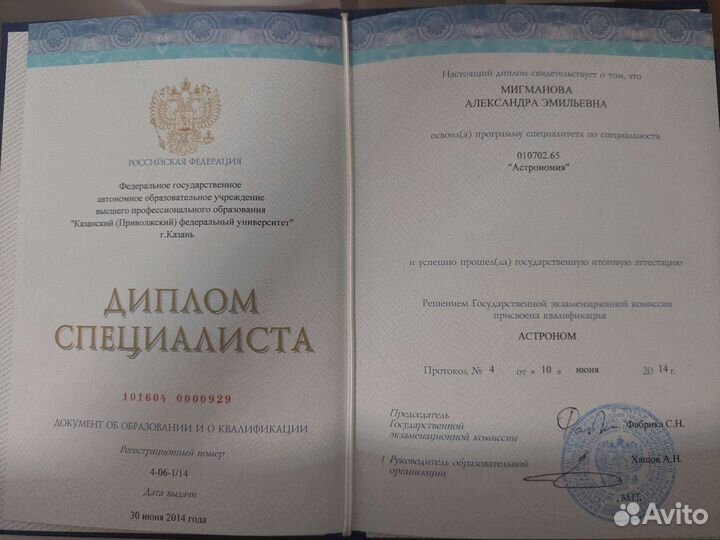 РОССИЙСКАЯ ФЕДЕРАЦИЯ
Федеральное государственное
автономное образовательное учреждение
высшего профессионального образования
"Казанский (Приволжский) федеральный университет"
г.Казань
ДИПЛОМ
СПЕЦИАЛИСТА
101604 0000929
ДОКУМЕНТ ОБ ОБРАЗОВАНИИ И О КВАЛИФИКАЦИИ
Регистрационный номер
4-06-1/14
Дата выдачи
30 июня 2014 года
Настоящий диплом свидетельствует о том, что
МИГМАНОВА
АЛЕКСАНДРА ЭМИЛЬЕВНА
освоил(а) программу специалитета по специальности
010702.65
"Астрономия"
и успешно прошел(ла) государственную итоговую аттестацию
Решением Государственной экзаменационной комиссии
присвоена квалификация
АСТРОНОМ
Протокол № 4 от « 10 » июня 2014 г.
Председатель
Государственной
экзаменационной комиссии
Фабрика С.Н.
Руководитель образовательной
организации
Хашов А.Н.
М.П.
Avito